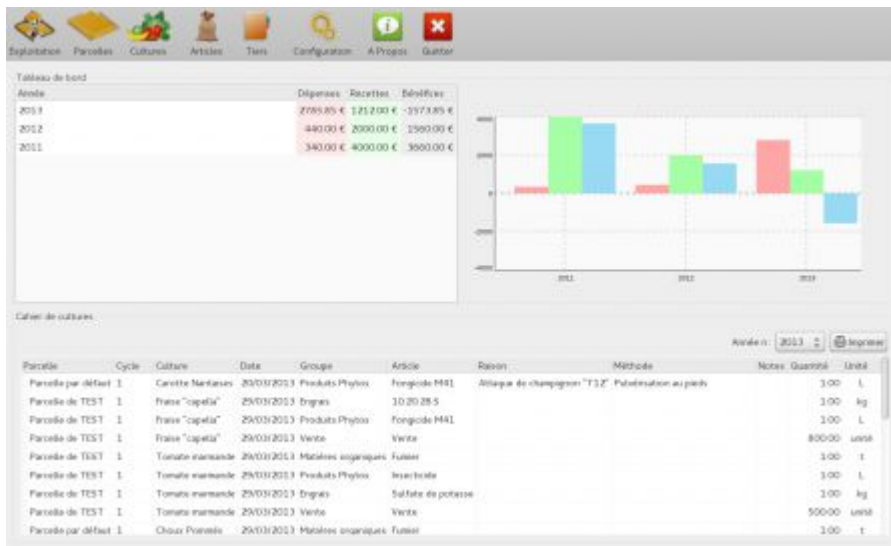 Exploitation Parcelles Cultures Articles Tiers Configuration A Propos Quitter
Tableau de bord
Année Dépenses Recettes Bénéfices
2013 2785.85 € 1212.00 € -1573.85 €
2012 440.00 € 2000.00 € 1560.00 €
2011 340.00 € 4000.00 € 3660.00 €
4000
2000
0
-2000
-4000
2011 2012 2013
Cahier de cultures
Année n : 2013 Imprimer
Parcelle Cycle Culture Date Groupe Article Raison Méthode Notes Quantité Unité
Parcelle par défaut 1 Carotte Nantaises 29/03/2013 Produits Phytos Fongicide M41 Attaque de champignon "T12" Pulvérisation au pieds 1.00 L
Parcelle de TEST 1 Fraise "capella" 29/03/2013 Engrais 10 20 28 5 1.00 kg
Parcelle de TEST 1 Fraise "capella" 29/03/2013 Produits Phytos Fongicide M41 1.00 L
Parcelle de TEST 1 Fraise "capella" 29/03/2013 Vente Vente 800.00 unité
Parcelle de TEST 1 Tomate marmande 29/03/2013 Matières organiques Fumier 1.00 t
Parcelle de TEST 1 Tomate marmande 29/03/2013 Produits Phytos Insecticide 1.00 L
Parcelle de TEST 1 Tomate marmande 29/03/2013 Engrais Sulfate de potasse 1.00 kg
Parcelle de TEST 1 Tomate marmande 29/03/2013 Vente Vente 500.00 unité
Parcelle par défaut 1 Choux Pommés 29/03/2013 Matières organiques Fumier 1.00 t